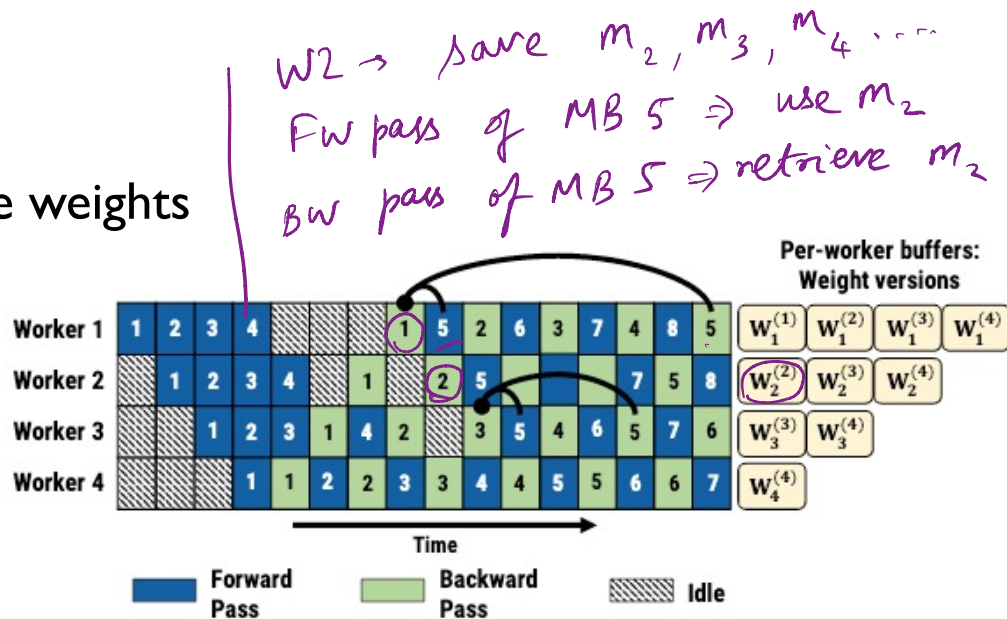 W2 → save m₂, m₃, m₄ ....
FW pass of MB 5 ⇒ use m₂
BW pass of MB 5 ⇒ retrieve m₂
e weights
Per-worker buffers:
Weight versions
Worker 1 1 2 3 4 1 5 2 6 3 7 4 8 5 W₁⁽¹⁾ W₁⁽²⁾ W₁⁽³⁾ W₁⁽⁴⁾
Worker 2 1 2 3 4 1 2 5 7 5 8 W₂⁽²⁾ W₂⁽³⁾ W₂⁽⁴⁾
Worker 3 1 2 3 1 4 2 3 5 4 6 5 7 6 W₃⁽³⁾ W₃⁽⁴⁾
Worker 4 1 1 2 2 3 3 4 4 5 5 6 6 7 W₄⁽⁴⁾
Time
Forward Pass Backward Pass Idle